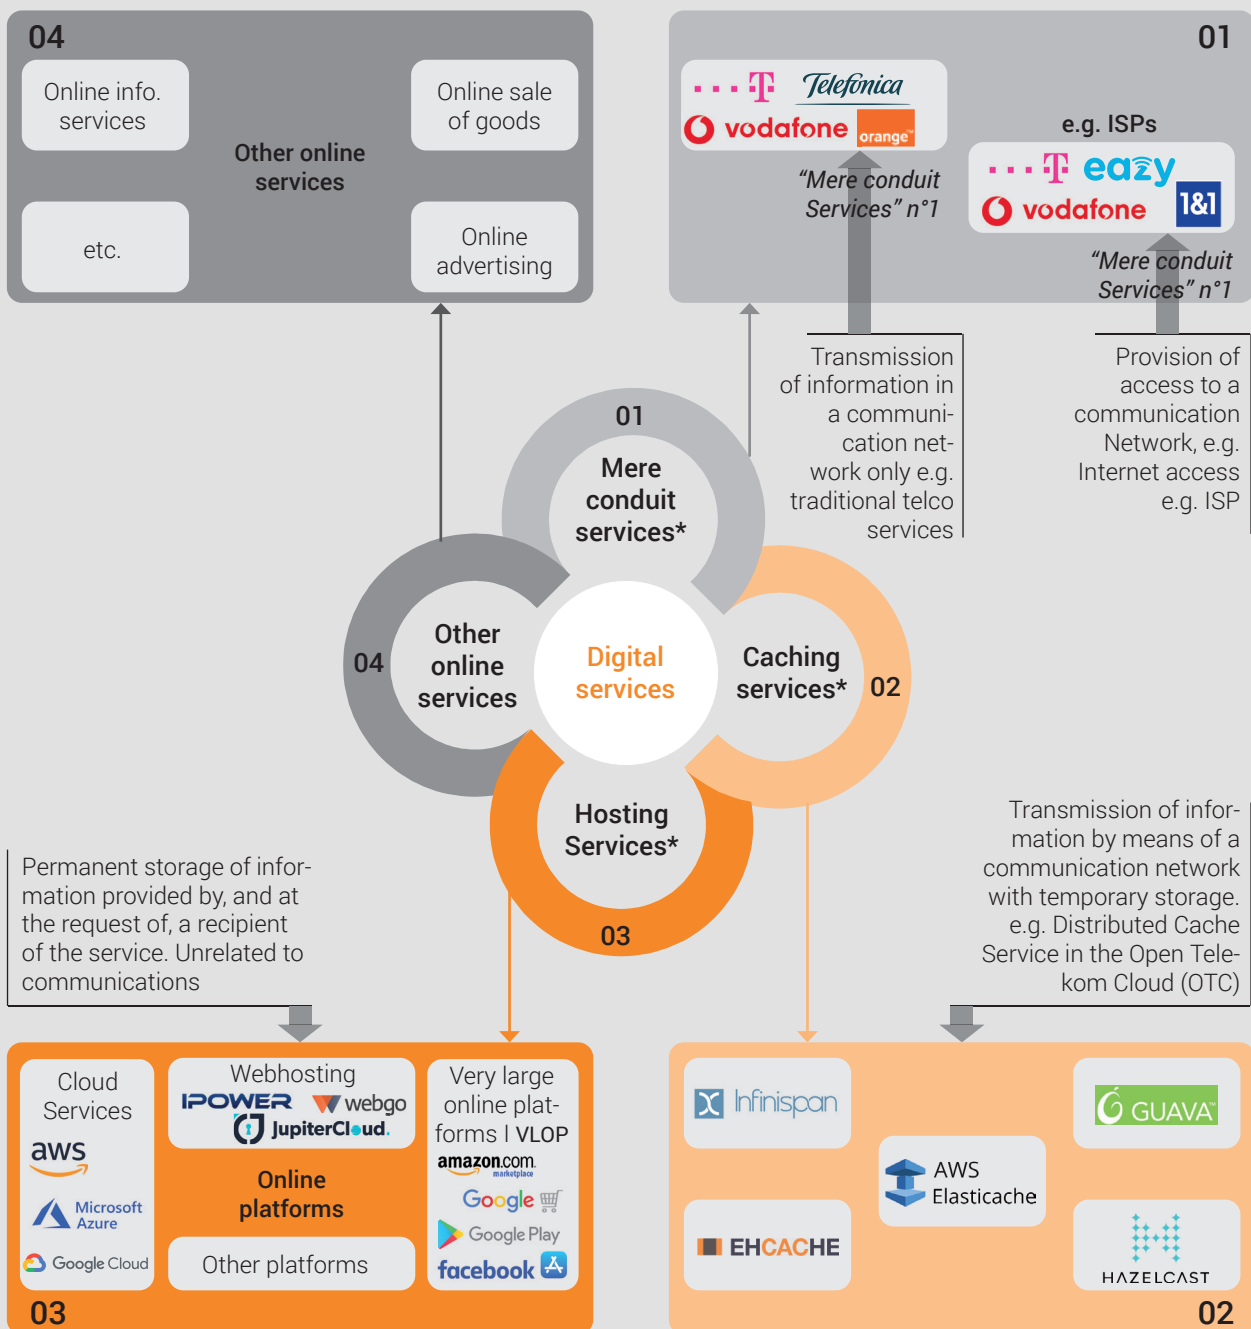 04
Online info.
services
Online sale
of goods
Other online
services
etc.
Online
advertising
01
T
Telefónica
vodafone
orange™
"Mere conduit
Services" n°1
e.g. ISPs
T
eazy
vodafone
1&1
"Mere conduit
Services" n°1
Transmission
of information in
a communi-
cation net-
work only e.g.
traditional telco
services
Provision of
access to a
communication
Network, e.g.
Internet access
e.g. ISP
01
Mere
conduit
services*
04
Other
online
services
Digital
services
Caching
services*
02
Hosting
Services*
03
Permanent storage of infor-
mation provided by, and at
the request of, a recipient
of the service. Unrelated to
communications
Transmission of infor-
mation by means of a
communication network
with temporary storage.
e.g. Distributed Cache
Service in the Open Tele-
kom Cloud (OTC)
Cloud
Services
aws
Microsoft
Azure
Google Cloud
Webhosting
IPOWER
webgo
JupiterCloud.
Online
platforms
Other platforms
Very large
online plat-
forms I VLOP
amazon.com.
marketplace
Google
Google Play
facebook
03
Infinispan
GUAVA™
AWS
Elasticache
EHCACHE
HAZELCAST
02